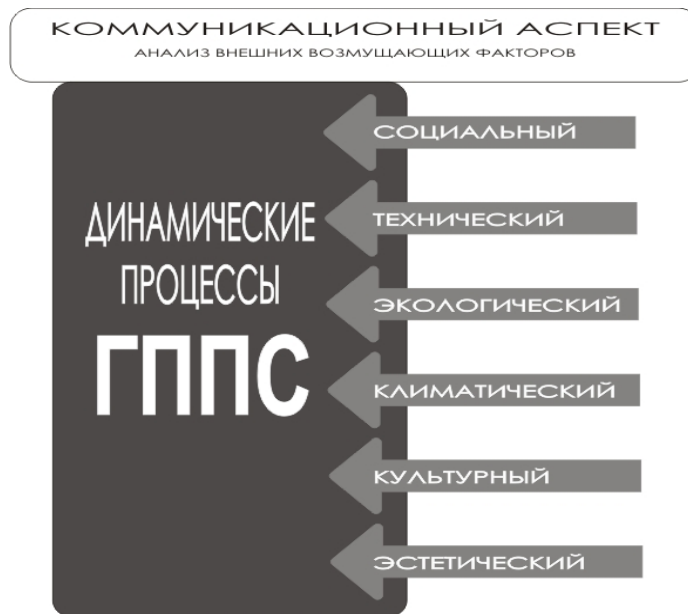 КОММУНИКАЦИОННЫЙ АСПЕКТ
АНАЛИЗ ВНЕШНИХ ВОЗМУЩАЮЩИХ ФАКТОРОВ
ДИНАМИЧЕСКИЕ
ПРОЦЕССЫ
ГППС
СОЦИАЛЬНЫЙ
ТЕХНИЧЕСКИЙ
ЭКОЛОГИЧЕСКИЙ
КЛИМАТИЧЕСКИЙ
КУЛЬТУРНЫЙ
ЭСТЕТИЧЕСКИЙ